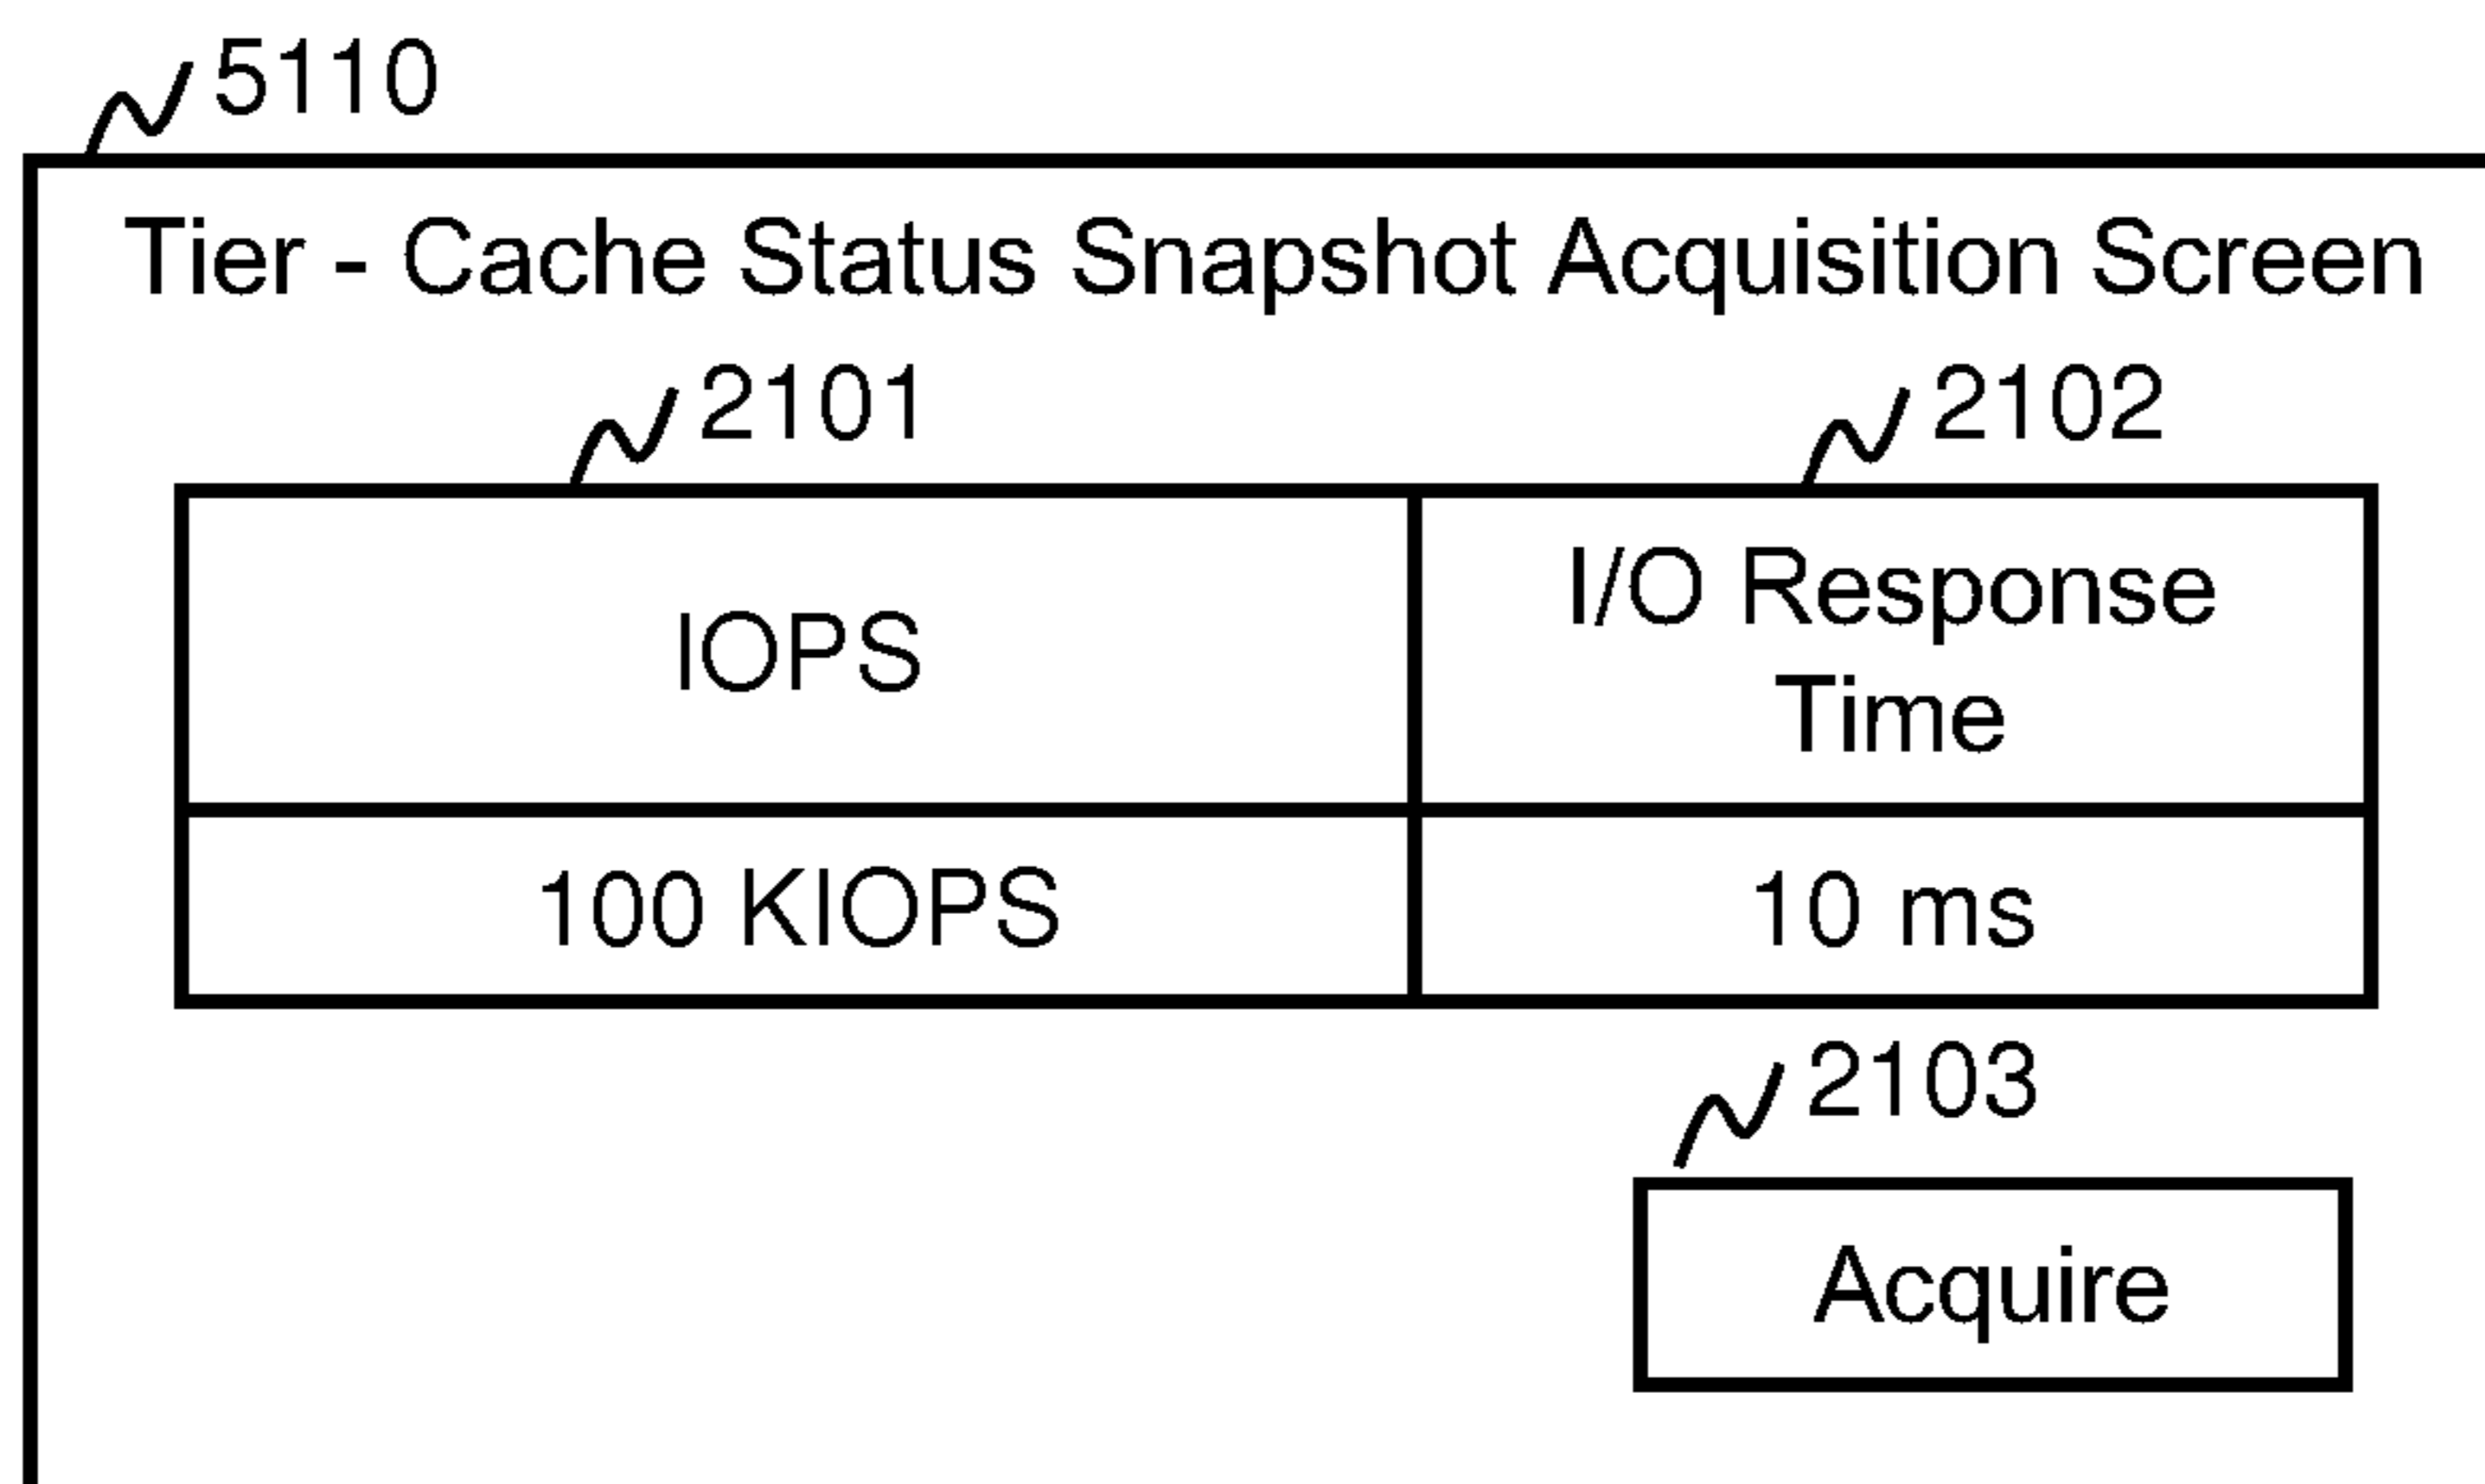 5110
Tier - Cache Status Snapshot Acquisition Screen
2101
2102
IOPS
I/O Response
Time
100 KIOPS
10 ms
2103
Acquire